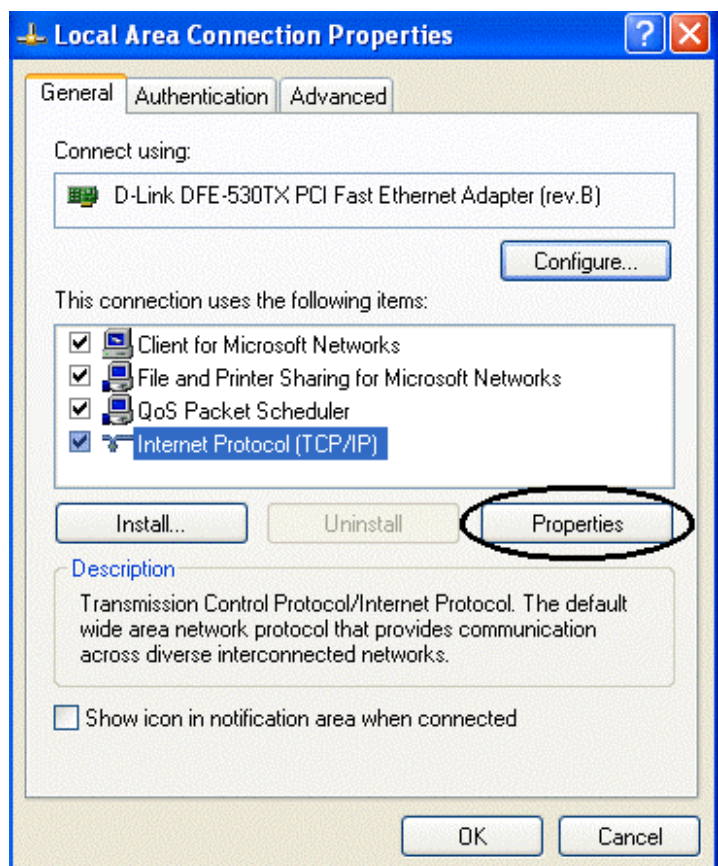 Local Area Connection Properties
General Authentication Advanced
Connect using:
D-Link DFE-530TX PCI Fast Ethernet Adapter (rev.B)
Configure...
This connection uses the following items:
Client for Microsoft Networks
File and Printer Sharing for Microsoft Networks
QoS Packet Scheduler
Internet Protocol (TCP/IP)
Install... Uninstall Properties
Description
Transmission Control Protocol/Internet Protocol. The default
wide area network protocol that provides communication
across diverse interconnected networks.
Show icon in notification area when connected
OK Cancel